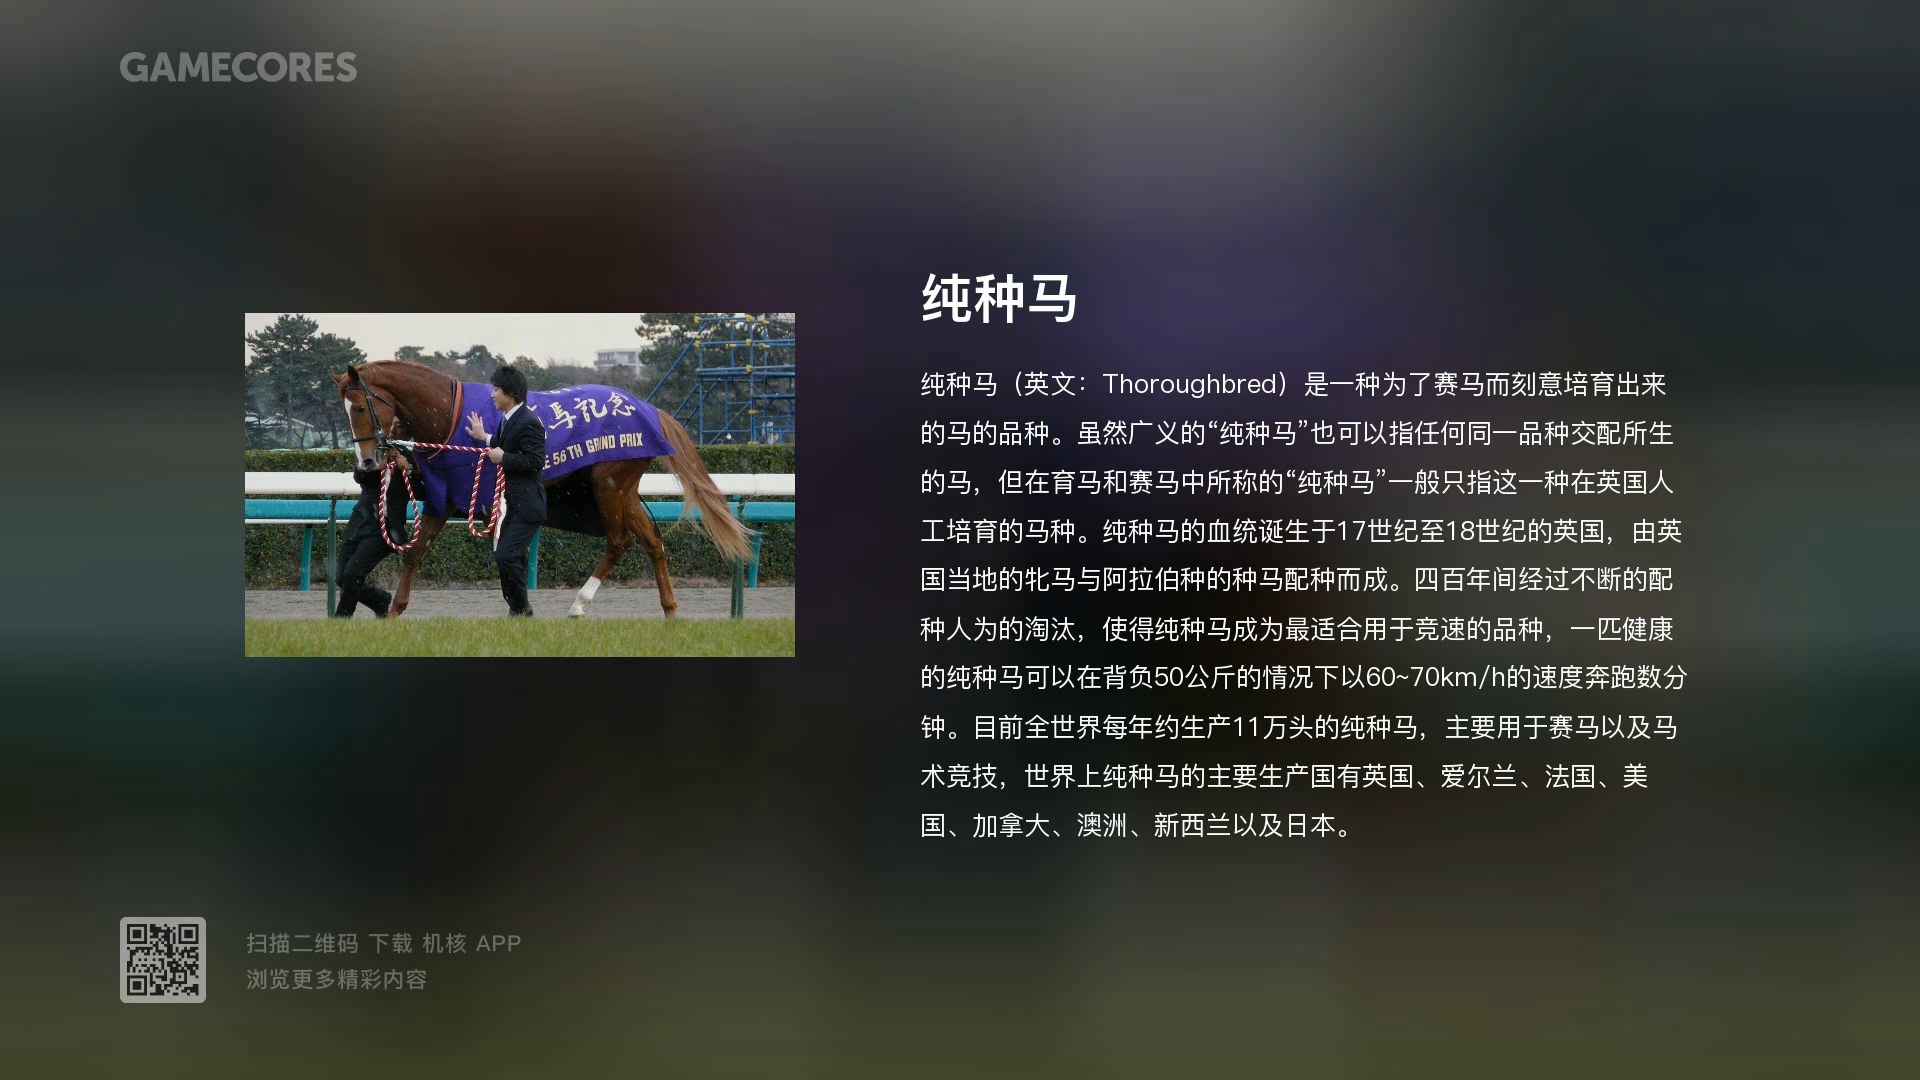 GAMECORES
馬記念
56TH GRAND PRIX
纯种马
纯种马（英文：Thoroughbred）是一种为了赛马而刻意培育出来
的马的品种。虽然广义的“纯种马”也可以指任何同一品种交配所生
的马，但在育马和赛马中所称的“纯种马”一般只指这一种在英国人
工培育的马种。纯种马的血统诞生于17世纪至18世纪的英国，由英
国当地的牝马与阿拉伯种的种马配种而成。四百年间经过不断的配
种人为的淘汰，使得纯种马成为最适合用于竞速的品种，一匹健康
的纯种马可以在背负50公斤的情况下以60~70km/h的速度奔跑数分
钟。目前全世界每年约生产11万头的纯种马，主要用于赛马以及马
术竞技，世界上纯种马的主要生产国有英国、爱尔兰、法国、美
国、加拿大、澳洲、新西兰以及日本。
扫描二维码 下载 机核 APP
浏览更多精彩内容